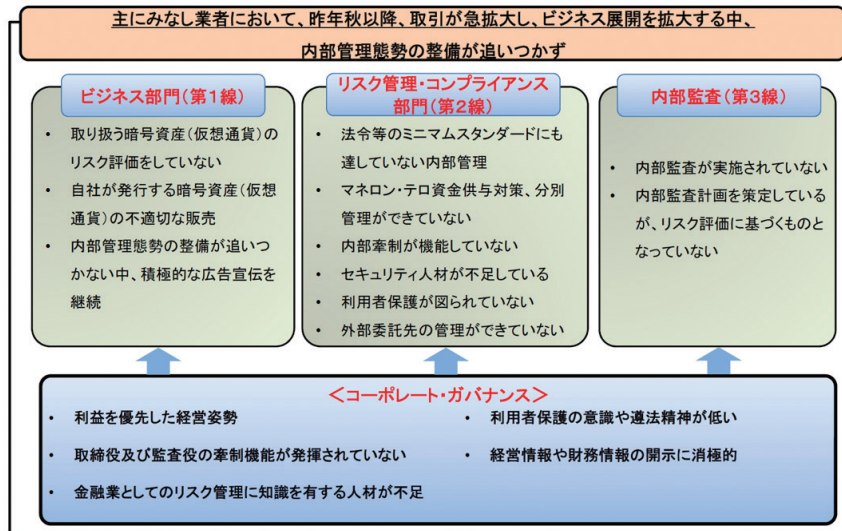 主にみなし業者において、昨年秋以降、取引が急拡大し、ビジネス展開を拡大する中、
内部管理態勢の整備が追いつかず
ビジネス部門(第1線)
• 取り扱う暗号資産(仮想通貨)の
リスク評価をしていない
• 自社が発行する暗号資産(仮想
通貨)の不適切な販売
• 内部管理態勢の整備が追いつ
かない中、積極的な広告宣伝を
継続
リスク管理・コンプライアンス
部門(第2線)
• 法令等のミニマムスタンダードにも
達していない内部管理
• マネロン・テロ資金供与対策、分別
管理ができていない
• 内部牽制が機能していない
• セキュリティ人材が不足している
• 利用者保護が図られていない
• 外部委託先の管理ができていない
内部監査(第3線)
• 内部監査が実施されていない
• 内部監査計画を策定している
が、リスク評価に基づくものと
なっていない
<コーポレート・ガバナンス>
• 利益を優先した経営姿勢
• 取締役及び監査役の牽制機能が発揮されていない
• 金融業としてのリスク管理に知識を有する人材が不足
• 利用者保護の意識や遵法精神が低い
• 経営情報や財務情報の開示に消極的